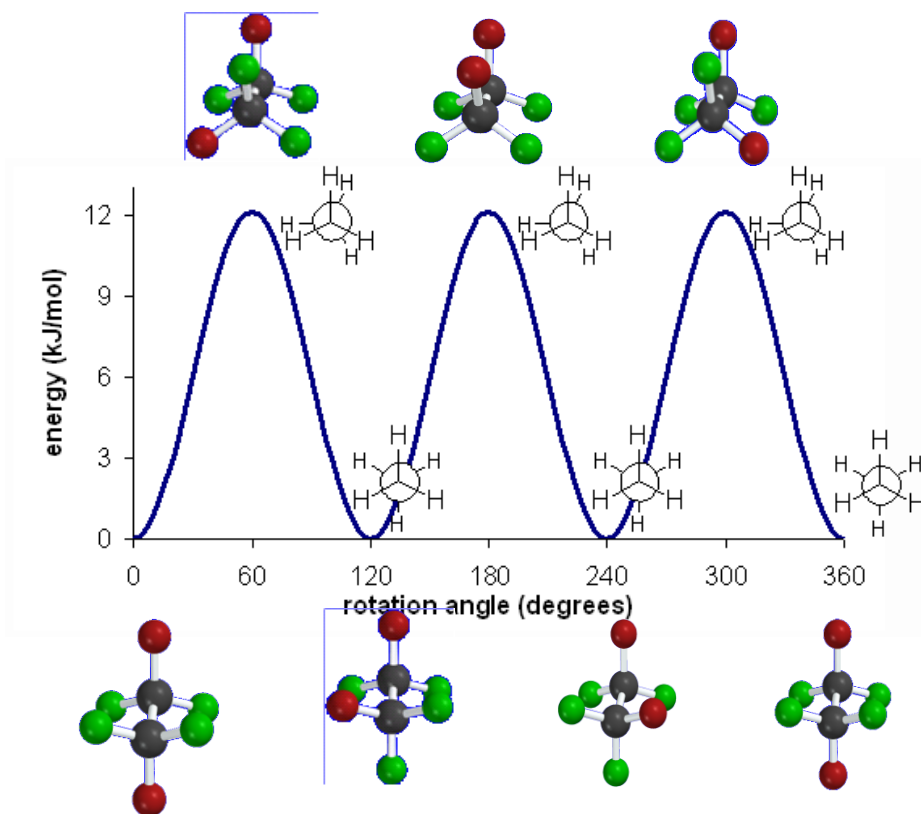 H H
H H
H H
H H
H H
H H
H H
H H
H H
12
9
6
3
0
energy (kJ/mol)
H
H H
H H
H
H
H H
H H
H
H
H H
H H
H
0 60 120 180 240 300 360
rotation angle (degrees)